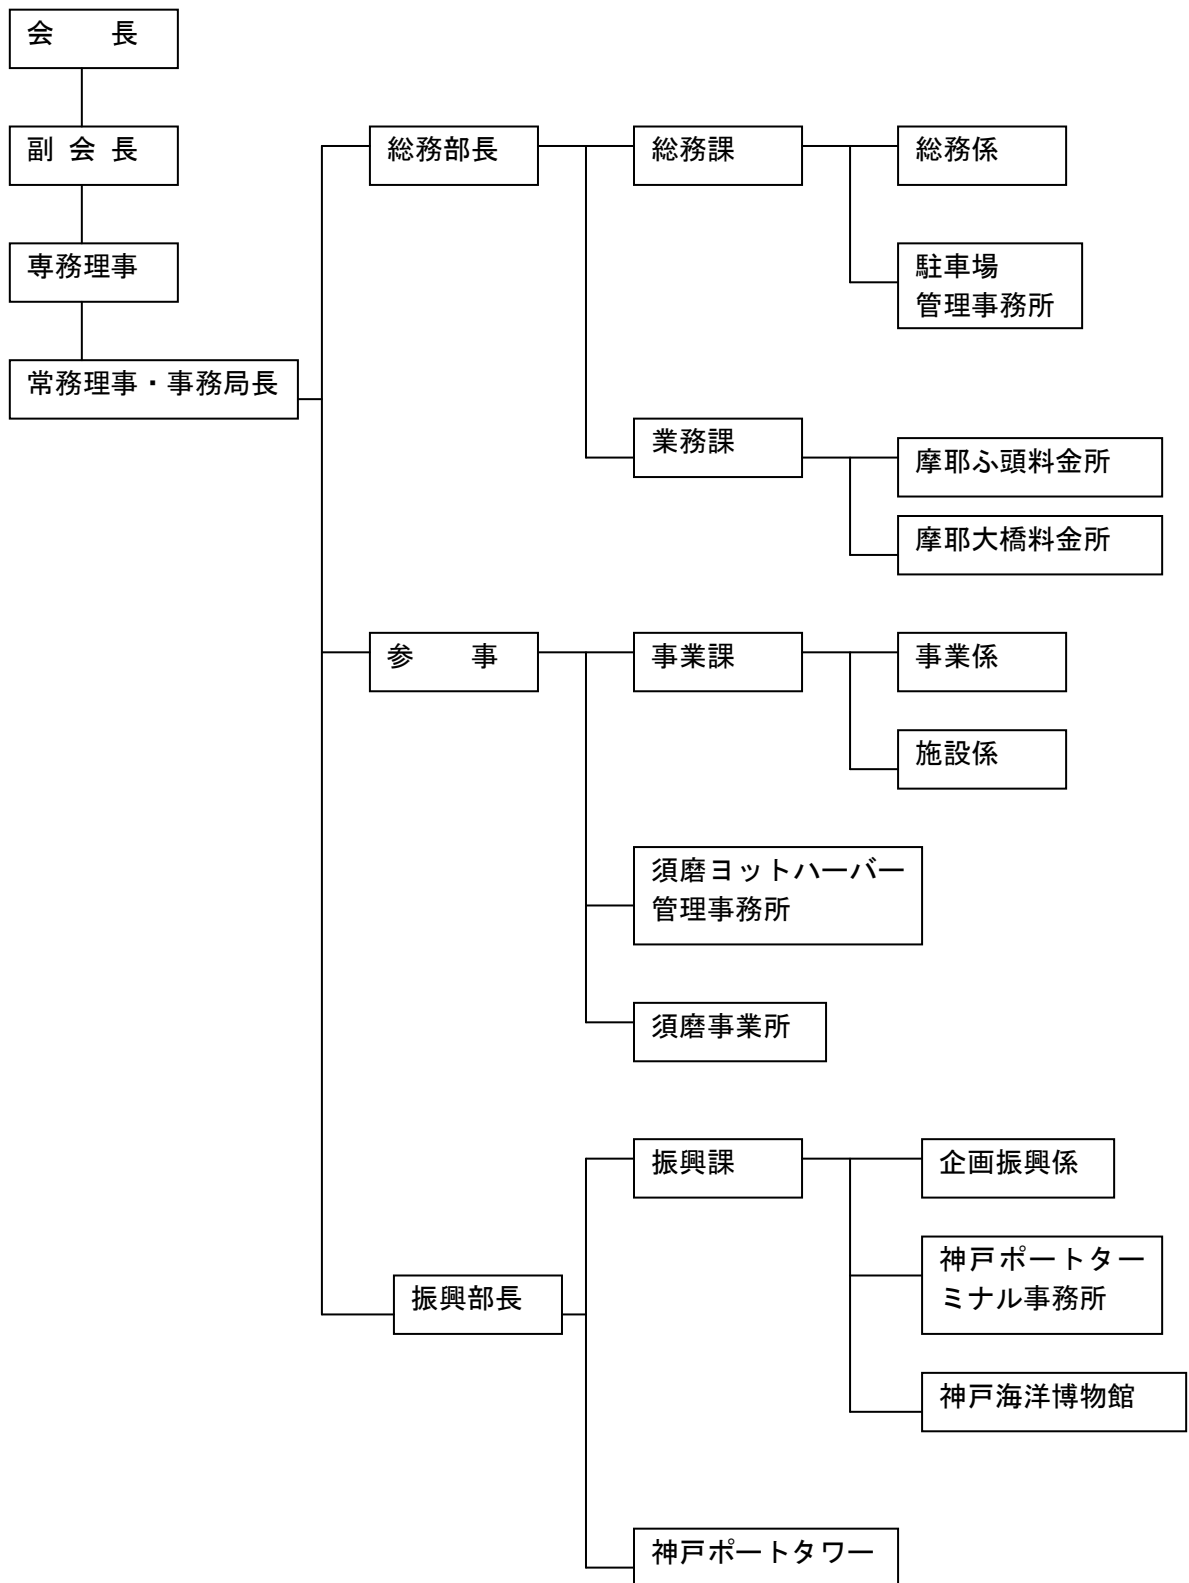 会　　長
副 会 長
専務理事
常務理事・事務局長
総務部長
総務課
総務係
駐車場
管理事務所
業務課
摩耶ふ頭料金所
摩耶大橋料金所
参　　事
事業課
事業係
施設係
須磨ヨットハーバー
管理事務所
須磨事業所
振興部長
振興課
企画振興係
神戸ポートター
ミナル事務所
神戸海洋博物館
神戸ポートタワー